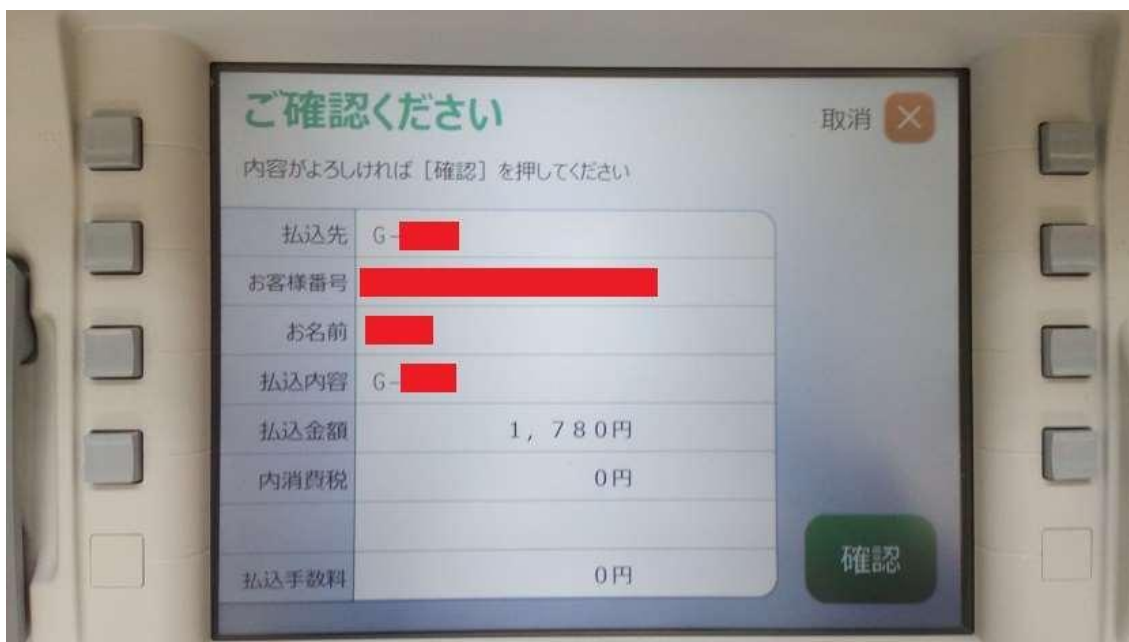 ご確認ください
取消 ×
内容がよろしければ [確認] を押してください
払込先 G-
お客様番号
お名前
払込内容 G-
払込金額 1, 780円
内消費税 0円
払込手数料 0円
確認